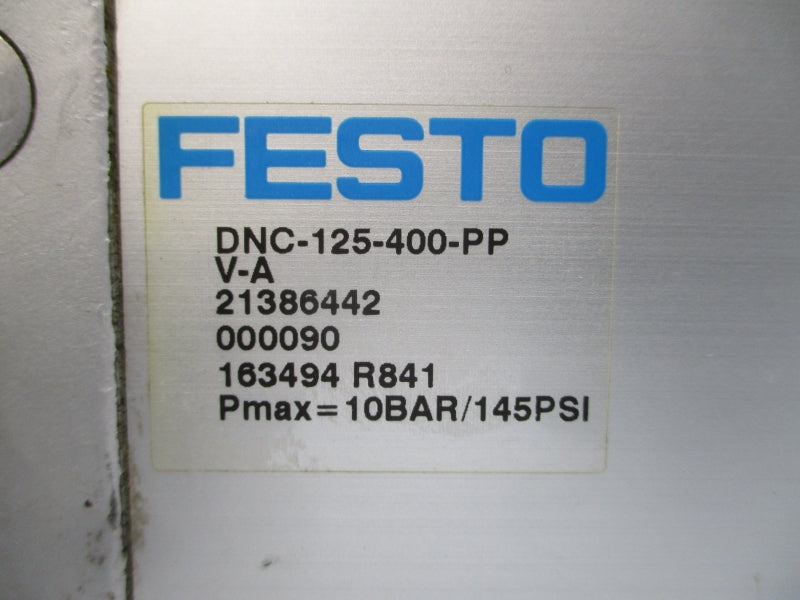 FESTO
DNC-125-400-PP
V-A
21386442
000090
163494 R841
Pmax=10BAR/145PSI